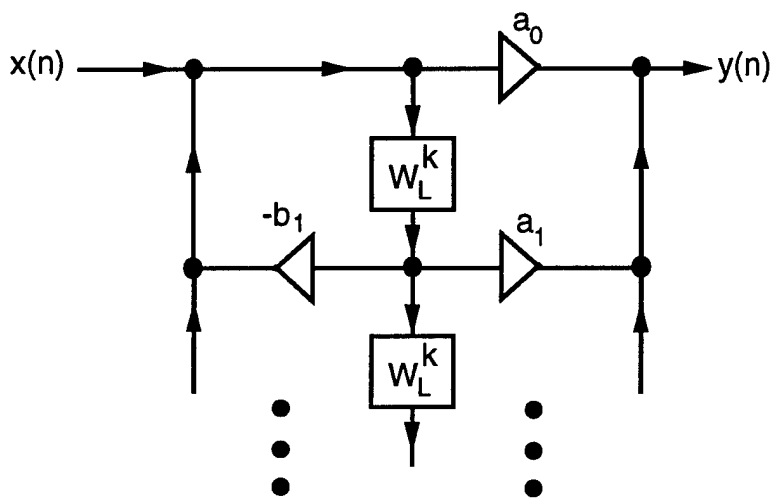 a₀
x(n)
y(n)
W_L^k
-b₁
a₁
W_L^k